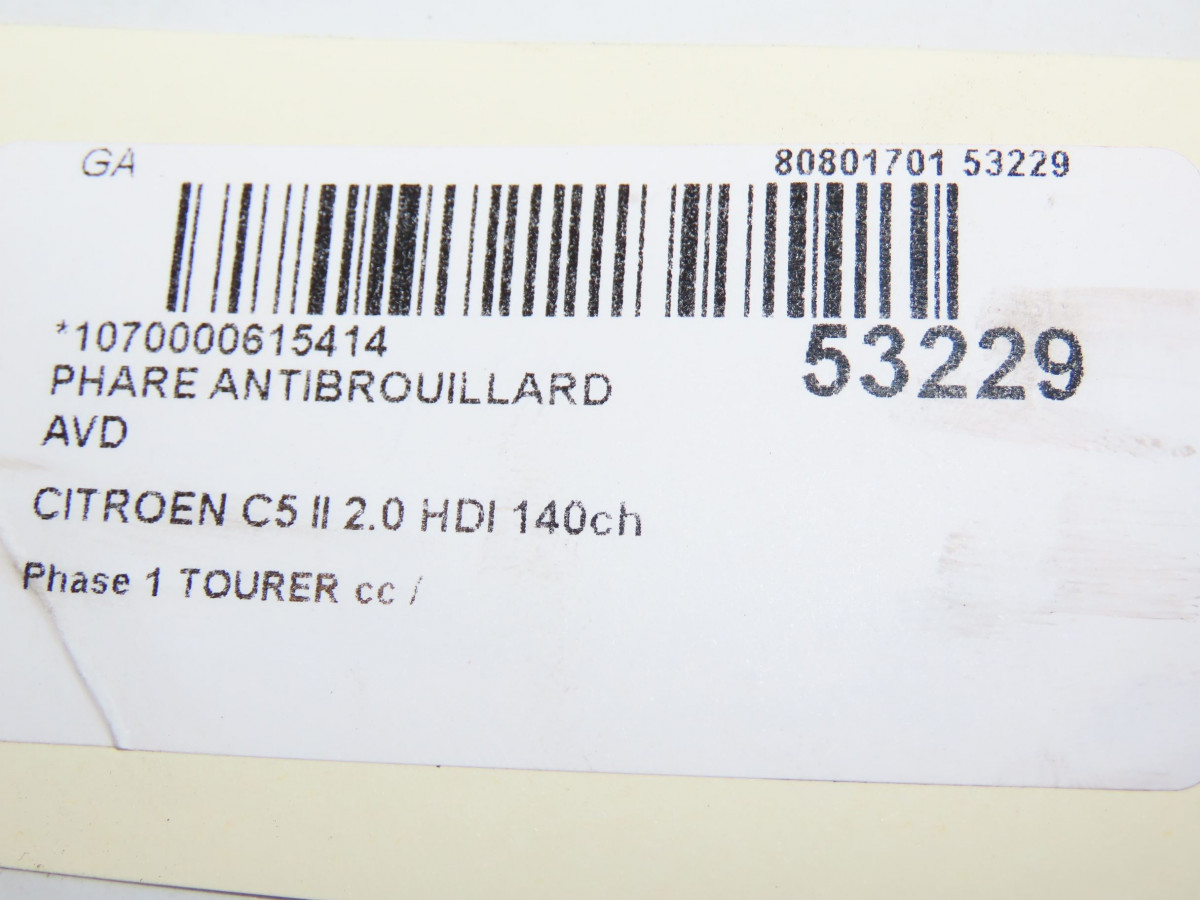 GA 80801701 53229
*1070000615414
53229
PHARE ANTIBROUILLARD
AVD
CITROEN C5 II 2.0 HDI 140ch
Phase 1 TOURER cc /